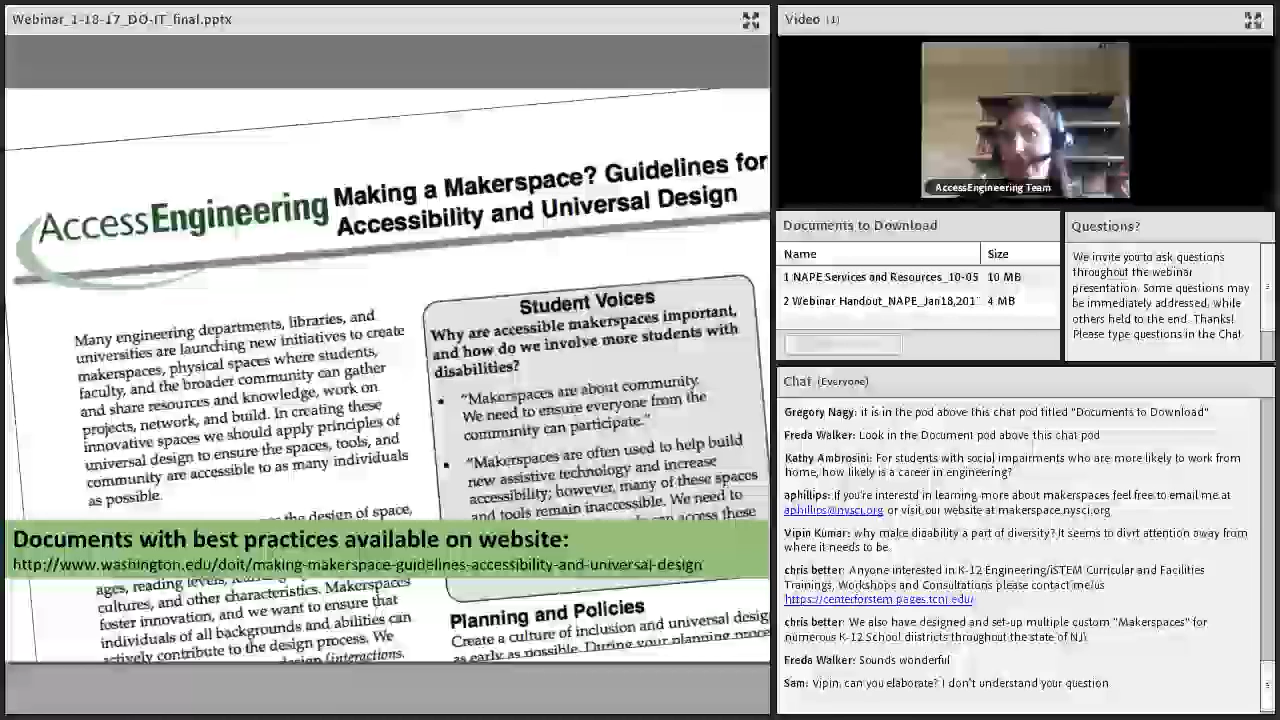 Webinar_1-18-17_DO-IT_final.pptx
AccessEngineering
Making a Makerspace? Guidelines for
Accessibility and Universal Design
Many engineering departments, libraries, and
universities are launching new initiatives to create
makerspaces, physical spaces where students,
faculty, and the broader community can gather
and share resources and knowledge, work on
projects, network, and build. In creating these
innovative spaces we should apply principles of
universal design to ensure the spaces, tools, and
community are accessible to as many individuals
as possible.
the design of space,
Student Voices
Why are accessible makerspaces important,
and how do we involve more students with
disabilities?
• "Makerspaces are about community.
We need to ensure everyone from the
community can participate."
• "Makerspaces are often used to help build
new assistive technology and increase
accessibility; however, many of these spaces
and tools remain inaccessible. We need to
can access these
Documents with best practices available on website:
http://www.washington.edu/doit/making-makerspace-guidelines-accessibility-and-universal-design
ages, reading levels,
cultures, and other characteristics. Makerspaces
foster innovation, and we want to ensure that
individuals of all backgrounds and abilities can
actively contribute to the design process. We
design (interactions.
Planning and Policies
Create a culture of inclusion and universal desig
as early as possible. During your planning proce
Video (1)
AccessEngineering Team
Documents to Download
Name Size
1 NAPE Services and Resources_10-05 10 MB
2 Webinar Handout_NAPE_Jan18,201 4 MB
Questions?
We invite you to ask questions
throughout the webinar
presentation. Some questions may
be immediately addressed, while
others held to the end. Thanks!
Please type questions in the Chat
Chat (Everyone)
Gregory Nagy: it is in the pod above this chat pod titled "Documents to Download"
Freda Walker: Look in the Document pod above this chat pod
Kathy Ambrosini: For students with social impairments who are more likely to work from
home, how likely is a career in engineering?
aphillips: If you're interestd in learning more about makerspaces feel free to email me at
aphillips@nysci.org or visit our website at makerspace.nysci.org
Vipin Kumar: why make disability a part of diversity? It seems to divrt attention away from
where it needs to be.
chris better: Anyone interested in K-12 Engineering/iSTEM Curricular and Facilities
Trainings, Workshops and Consultations please contact me/us
https://centerforstem.pages.tcnj.edu/
chris better: We also have designed and set-up multiple custom "Makerspaces" for
numerous K-12 School districts throughout the state of NJ\
Freda Walker: Sounds wonderful
Sam: Vipin, can you elaborate? I don't understand your question